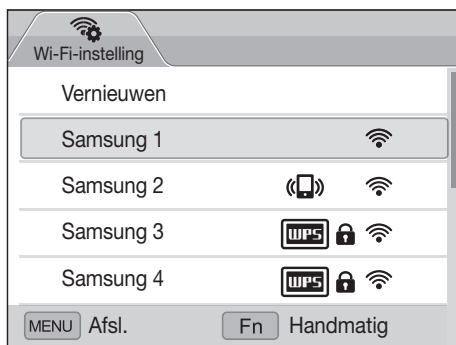 Wi-Fi-instelling
Vernieuwen
Samsung 1
Samsung 2
Samsung 3 WPS
Samsung 4 WPS
MENU Afsl. Fn Handmatig